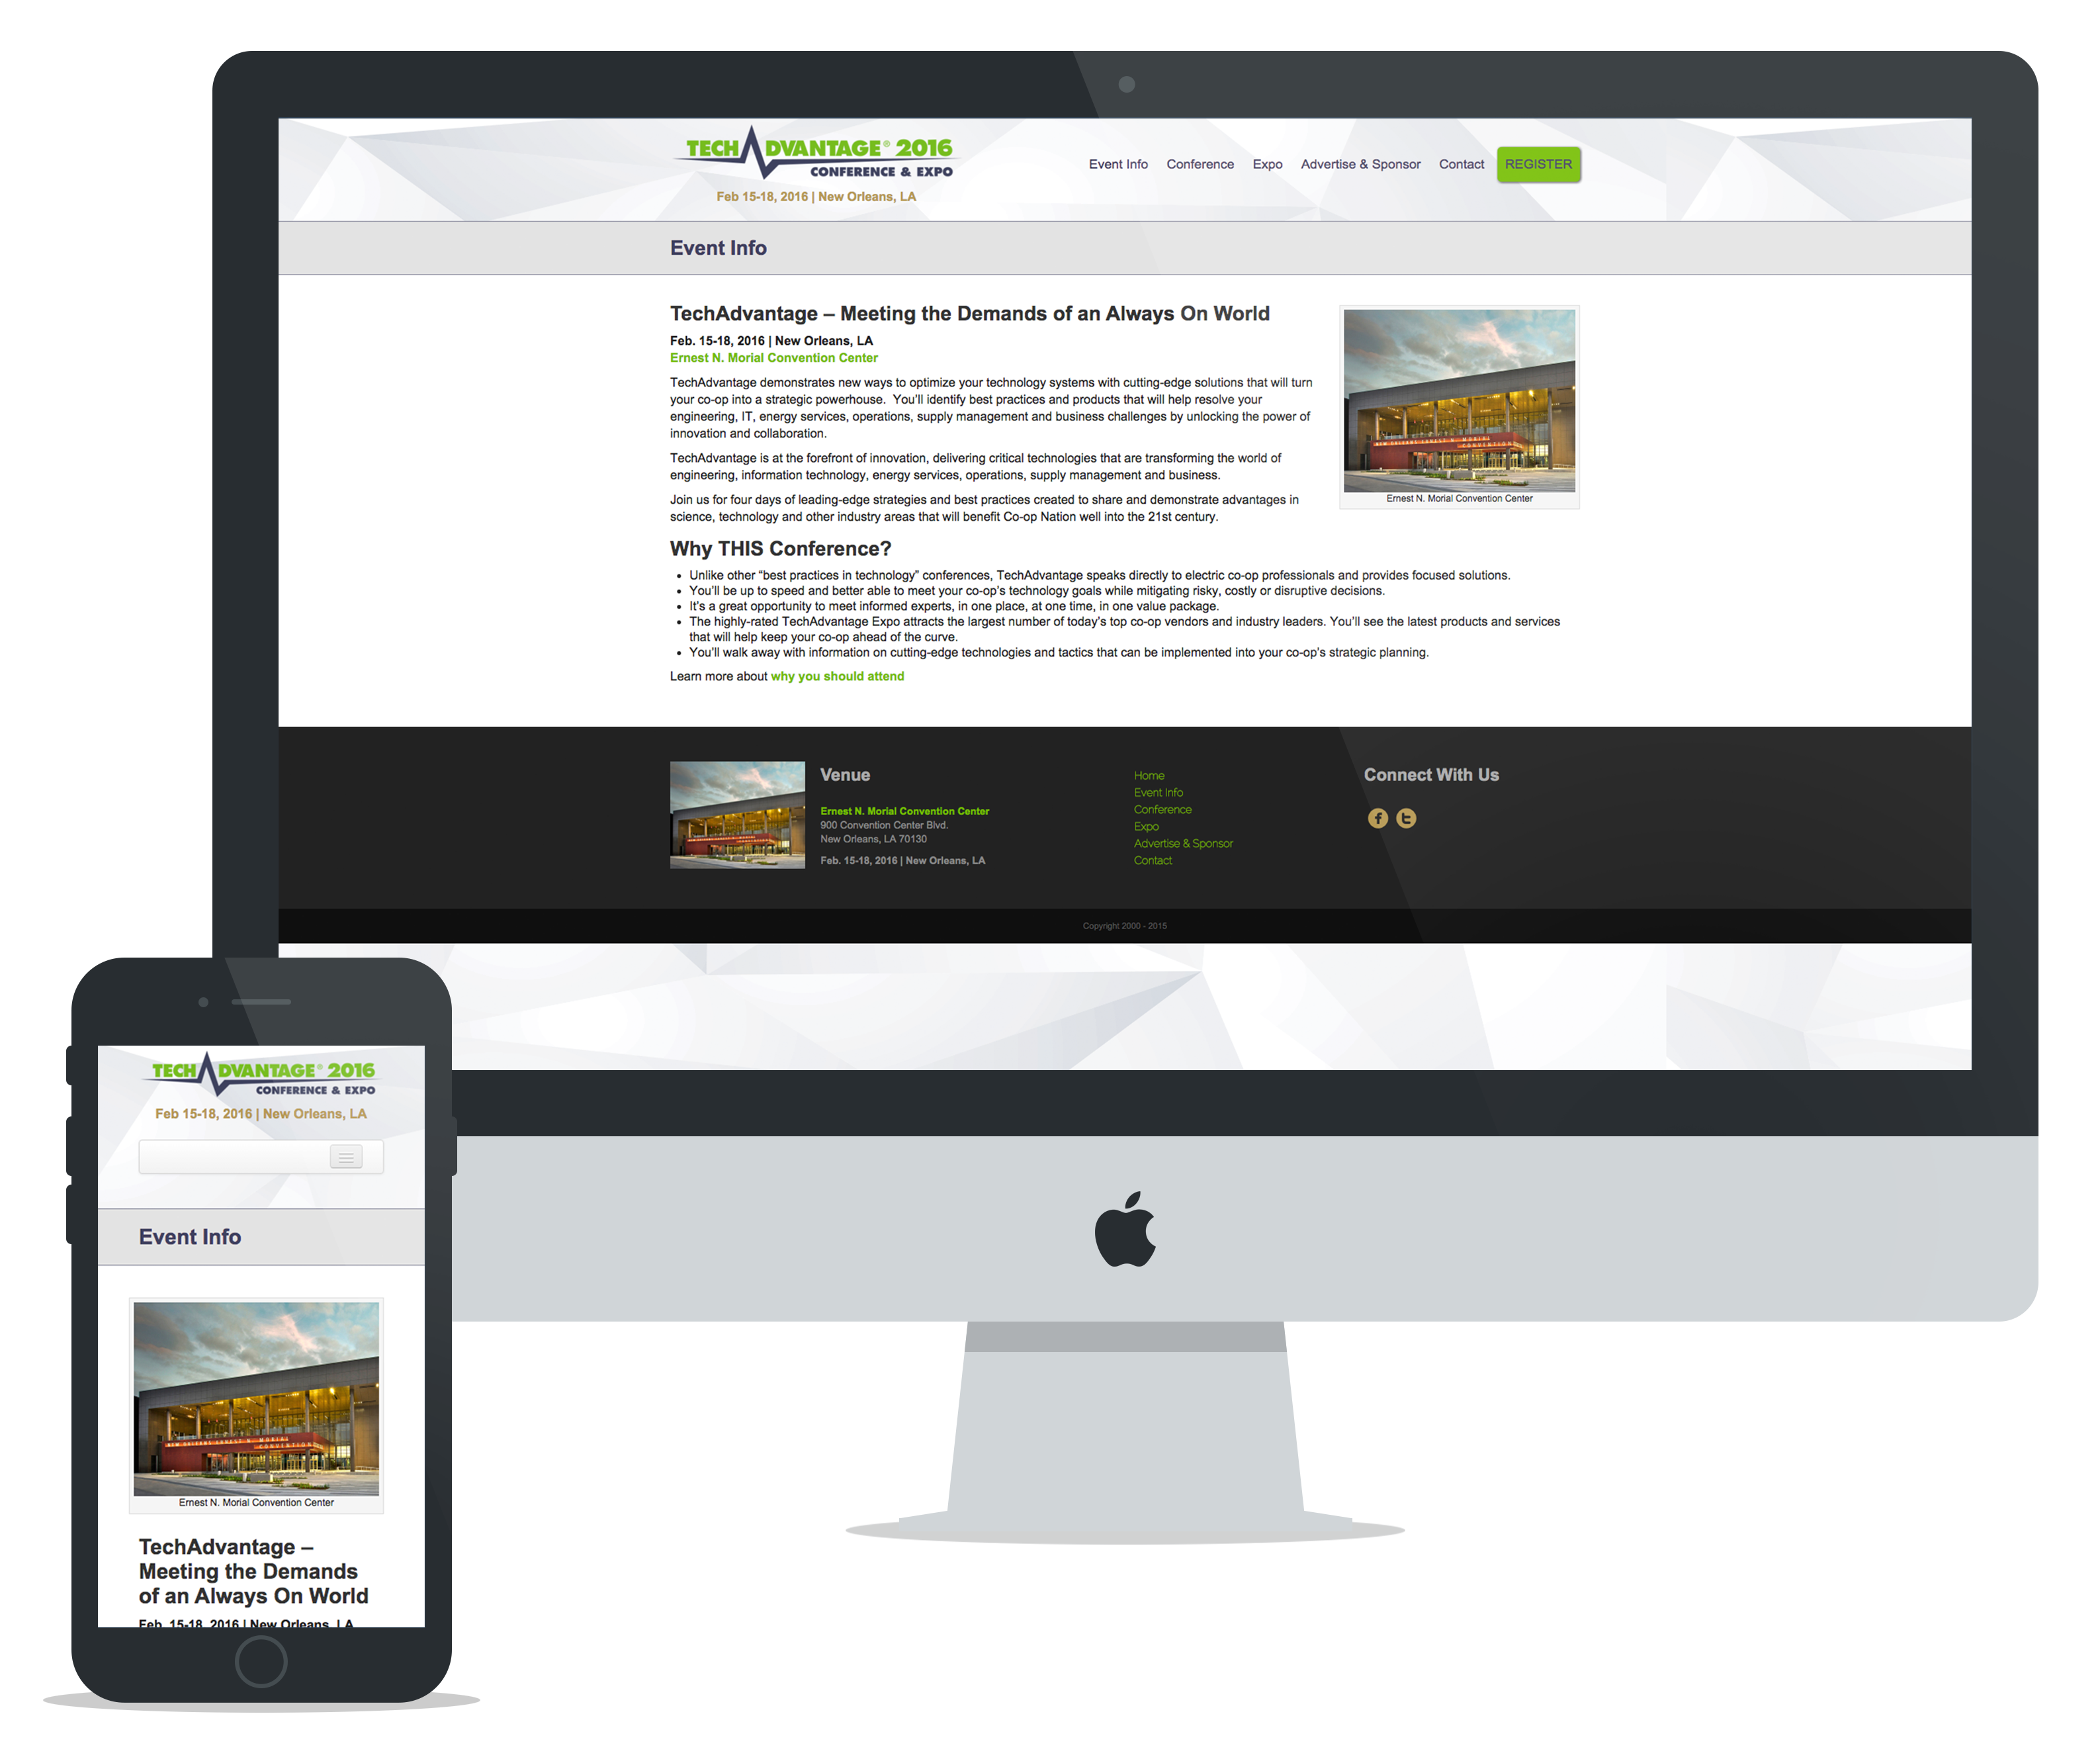 TECHADVANTAGE® 2016
CONFERENCE & EXPO
Feb 15-18, 2016 | New Orleans, LA
Event Info Conference Expo Advertise & Sponsor Contact REGISTER
Event Info
TechAdvantage – Meeting the Demands of an Always On World
Feb. 15-18, 2016 | New Orleans, LA
Ernest N. Morial Convention Center
TechAdvantage demonstrates new ways to optimize your technology systems with cutting-edge solutions that will turn
your co-op into a strategic powerhouse. You’ll identify best practices and products that will help resolve your
engineering, IT, energy services, operations, supply management and business challenges by unlocking the power of
innovation and collaboration.
TechAdvantage is at the forefront of innovation, delivering critical technologies that are transforming the world of
engineering, information technology, energy services, operations, supply management and business.
Join us for four days of leading-edge strategies and best practices created to share and demonstrate advantages in
science, technology and other industry areas that will benefit Co-op Nation well into the 21st century.
NEW ORLEANS ERNEST N. MORIAL
CONVENTION
Ernest N. Morial Convention Center
Why THIS Conference?
• Unlike other “best practices in technology” conferences, TechAdvantage speaks directly to electric co-op professionals and provides focused solutions.
• You’ll be up to speed and better able to meet your co-op’s technology goals while mitigating risky, costly or disruptive decisions.
• It’s a great opportunity to meet informed experts, in one place, at one time, in one value package.
• The highly-rated TechAdvantage Expo attracts the largest number of today’s top co-op vendors and industry leaders. You’ll see the latest products and services
that will help keep your co-op ahead of the curve.
• You’ll walk away with information on cutting-edge technologies and tactics that can be implemented into your co-op’s strategic planning.
Learn more about why you should attend
Venue
Ernest N. Morial Convention Center
900 Convention Center Blvd.
New Orleans, LA 70130
Feb. 15-18, 2016 | New Orleans, LA
Home
Event Info
Conference
Expo
Advertise & Sponsor
Contact
Connect With Us
Copyright 2000 - 2015
TECHADVANTAGE® 2016
CONFERENCE & EXPO
Feb 15-18, 2016 | New Orleans, LA
Event Info
NEW ORLEANS ERNEST N. MORIAL
CONVENTION
Ernest N. Morial Convention Center
TechAdvantage –
Meeting the Demands
of an Always On World
Feb. 15-18, 2016 | New Orleans, LA